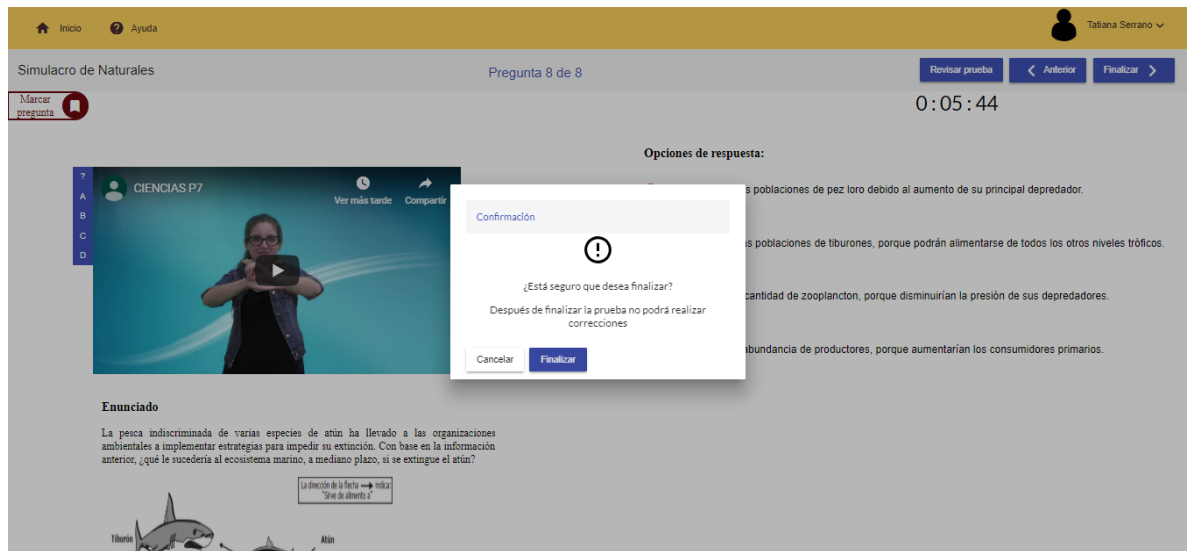 Inicio
Ayuda
Tatiana Serrano
Simulacro de Naturales
Pregunta 8 de 8
Revisar prueba
Anterior
Finalizar
Marcar
pregunta
0 : 05 : 44
Opciones de respuesta:
?
A
B
C
D
CIENCIAS P7
Ver más tarde
Compartir
poblaciones de pez loro debido al aumento de su principal depredador.
poblaciones de tiburones, porque podrán alimentarse de todos los otros niveles tróficos.
cantidad de zooplancton, porque disminuirían la presión de sus depredadores.
abundancia de productores, porque aumentarían los consumidores primarios.
Confirmación
¿Está seguro que desea finalizar?
Después de finalizar la prueba no podrá realizar
correcciones
Cancelar
Finalizar
Enunciado
La pesca indiscriminada de varias especies de atún ha llevado a las organizaciones
ambientales a implementar estrategias para impedir su extinción. Con base en la información
anterior, ¿qué le sucedería al ecosistema marino, a mediano plazo, si se extingue el atún?
La dirección de la flecha indica:
"Sirve de alimento a"
Tiburón
Atún